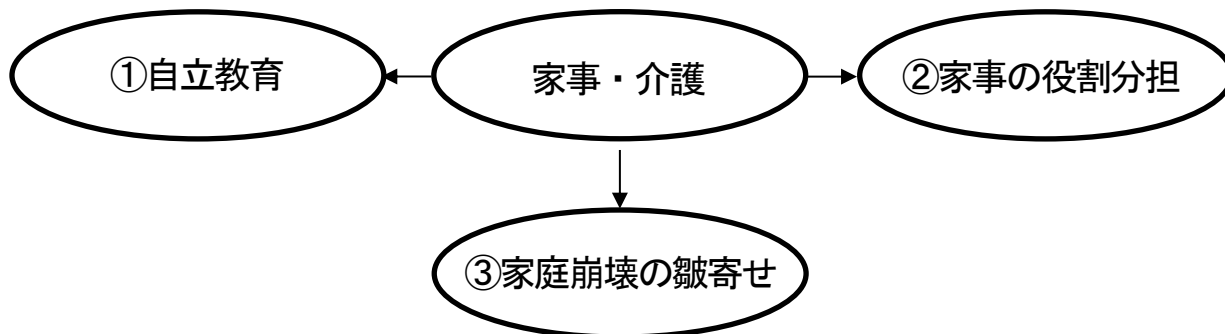 ①自立教育
家事・介護
②家事の役割分担
③家庭崩壊の皺寄せ